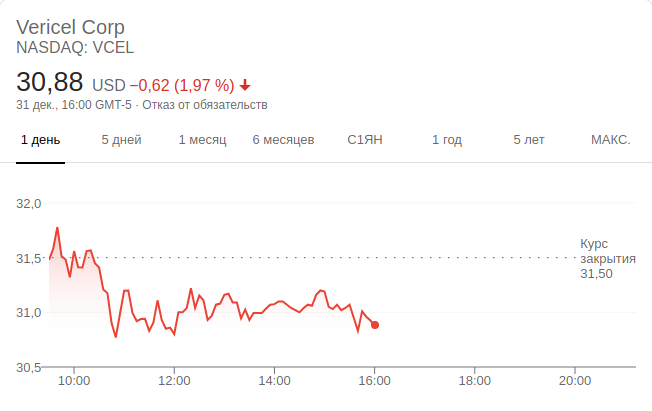 Vericel Corp
NASDAQ: VCEL
30,88 USD −0,62 (1,97 %)
31 дек., 16:00 GMT-5 · Отказ от обязательств
1 день 5 дней 1 месяц 6 месяцев С1ЯН 1 год 5 лет МАКС.
32,0
Курс
31,5 закрытия
31,50
31,0
30,5
10:00 12:00 14:00 16:00 18:00 20:00